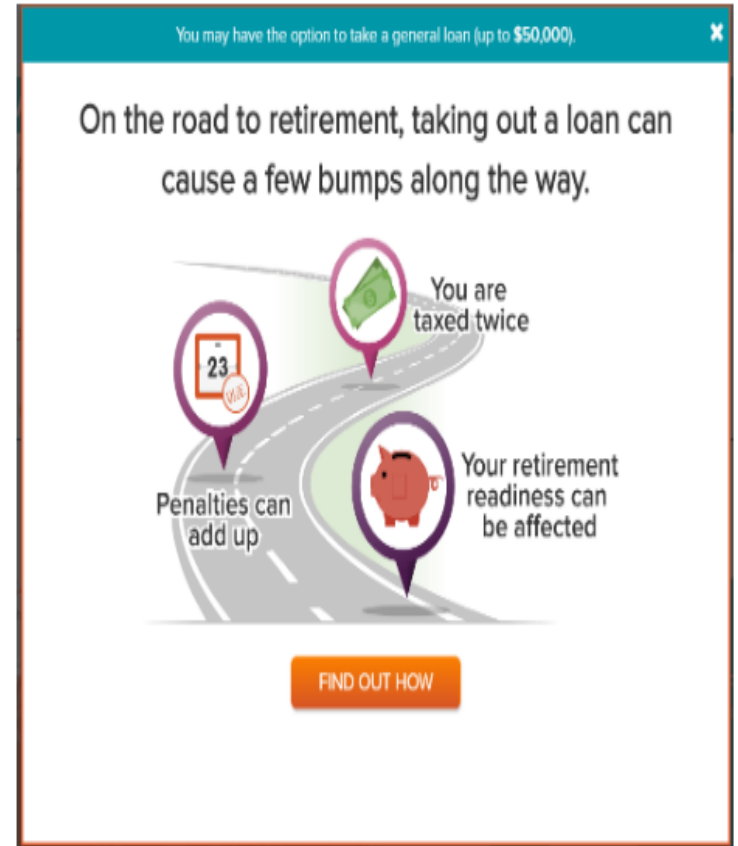 You may have the option to take a general loan (up to $50,000).
On the road to retirement, taking out a loan can
cause a few bumps along the way.
You are
taxed twice
23
DUE
Penalties can
add up
Your retirement
readiness can
be affected
FIND OUT HOW